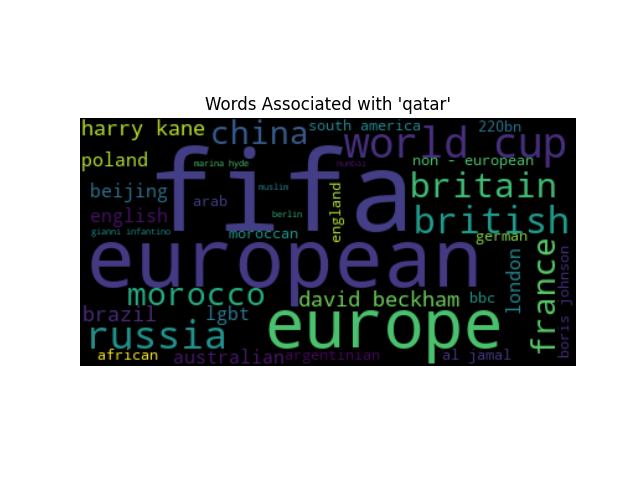 Words Associated with 'qatar'
harry kane
china
south america
220bn
world cup
poland
marina hyde
fifa
mumbai
non - european
beijing
muslim
england
britain
arab
english
berlin
british
gianni infantino
moroccan
german
european
london
france
boris johnson
morocco
david beckham
bbc
brazil
lgbt
europe
russia
african
australian
argentinian
al jamal